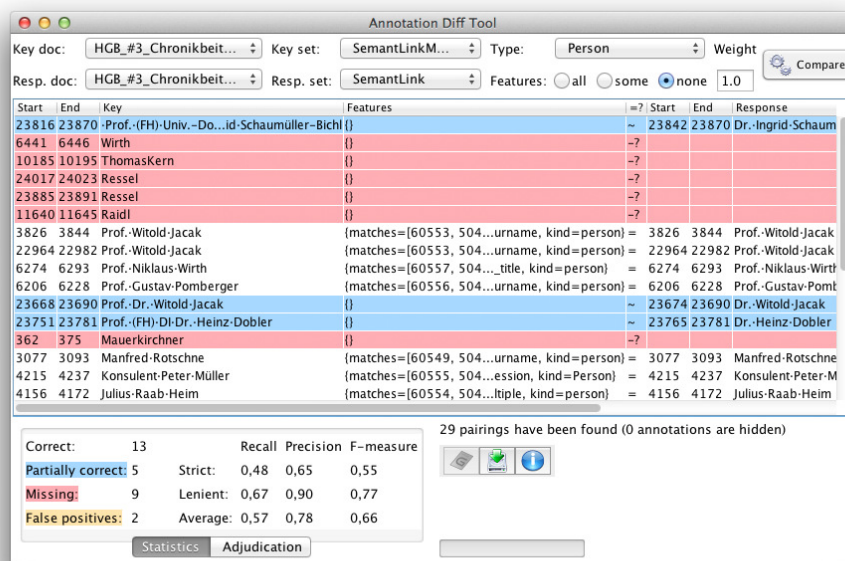 Annotation Diff Tool
Key doc: HGB_#3_Chronikbeit... Key set: SemantLinkM... Type: Person Weight
Resp. doc: HGB_#3_Chronikbeit... Resp. set: SemantLink Features: all some none 1.0 Compare
Start End Key Features =? Start End Response
23816 23870 ·Prof.·(FH)·Univ.-Do...id·Schaumüller-Bichl {} ~ 23842 23870 Dr.·Ingrid·Schaum
6441 6446 Wirth {} -?
10185 10195 ThomasKern {} -?
24017 24023 Ressel {} -?
23885 23891 Ressel {} -?
11640 11645 Raidl {} -?
3826 3844 Prof.·Witold·Jacak {matches=[60553, 504...urname, kind=person} = 3826 3844 Prof.·Witold·Jacak
22964 22982 Prof.·Witold·Jacak {matches=[60553, 504...urname, kind=person} = 22964 22982 Prof.·Witold·Jacak
6274 6293 Prof.·Niklaus·Wirth {matches=[60557, 504..._title, kind=person} = 6274 6293 Prof.·Niklaus·Wirth
6206 6228 Prof.·Gustav·Pomberger {matches=[60556, 504...urname, kind=person} = 6206 6228 Prof.·Gustav·Pomb
23668 23690 Prof.·Dr.·Witold·Jacak {} ~ 23674 23690 Dr.·Witold·Jacak
23751 23781 Prof.·(FH)·DI·Dr.·Heinz·Dobler {} ~ 23765 23781 Dr.·Heinz·Dobler
362 375 Mauerkirchner {} -?
3077 3093 Manfred·Rotschne {matches=[60549, 504...urname, kind=person} = 3077 3093 Manfred·Rotschne
4215 4237 Konsulent·Peter·Müller {matches=[60555, 504...ession, kind=Person} = 4215 4237 Konsulent·Peter·M
4156 4172 Julius·Raab·Heim {matches=[60554, 504...ltiple, kind=Person} = 4156 4172 Julius·Raab·Heim
29 pairings have been found (0 annotations are hidden)
Correct: 13 Recall Precision F-measure
Partially correct: 5 Strict: 0,48 0,65 0,55
Missing: 9 Lenient: 0,67 0,90 0,77
False positives: 2 Average: 0,57 0,78 0,66
Statistics Adjudication